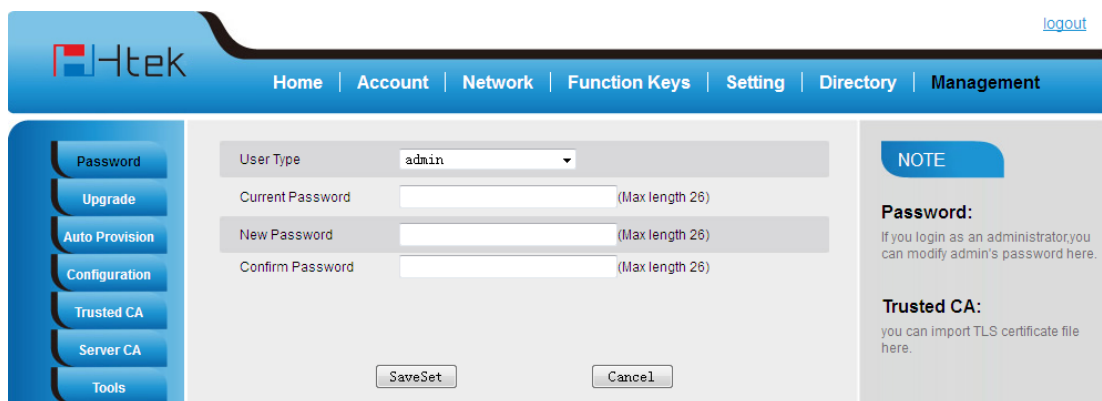 logout
Htek
Home | Account | Network | Function Keys | Setting | Directory | Management
Password
Upgrade
Auto Provision
Configuration
Trusted CA
Server CA
Tools
User Type admin
Current Password (Max length 26)
New Password (Max length 26)
Confirm Password (Max length 26)
SaveSet Cancel
NOTE
Password:
If you login as an administrator,you
can modify admin's password here.
Trusted CA:
you can import TLS certificate file
here.